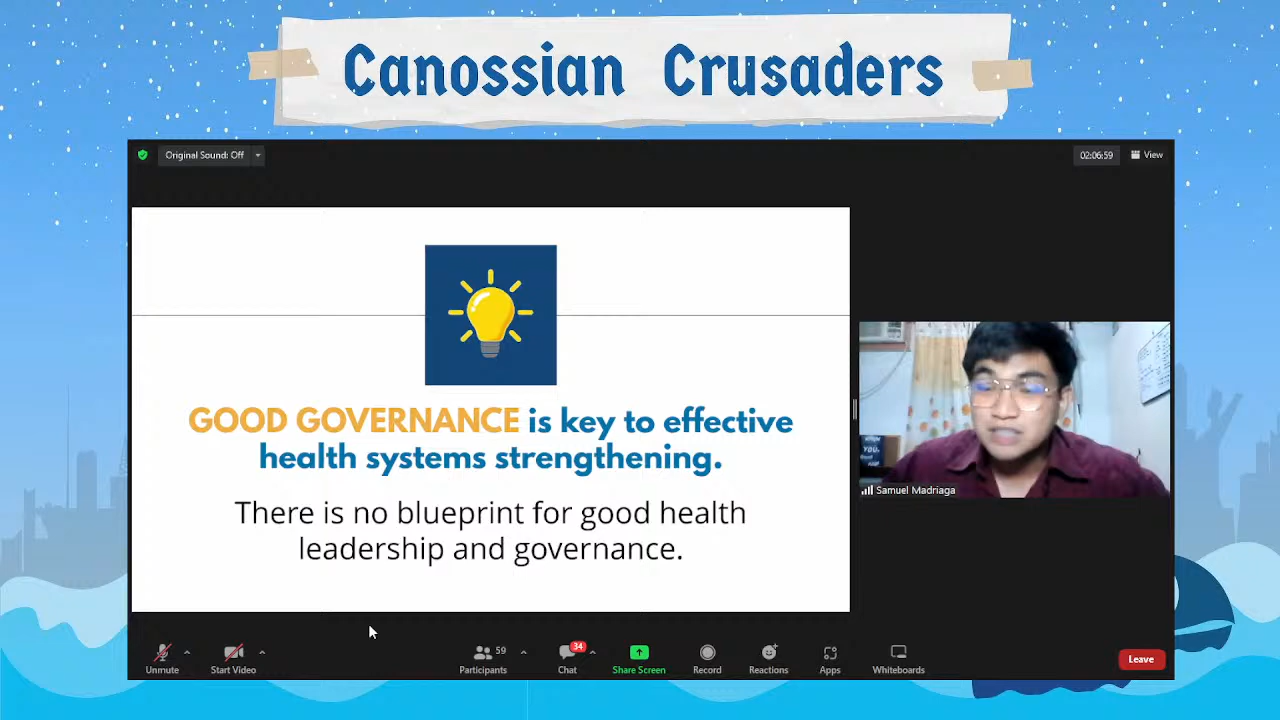 Canossian Crusaders
Original Sound: Off
02:06:59
View
GOOD GOVERNANCE is key to effective
health systems strengthening.
There is no blueprint for good health
leadership and governance.
YOU.
Samuel Madriaga
Unmute
Start Video
59
Participants
34
Chat
Share Screen
Record
Reactions
Apps
Whiteboards
Leave